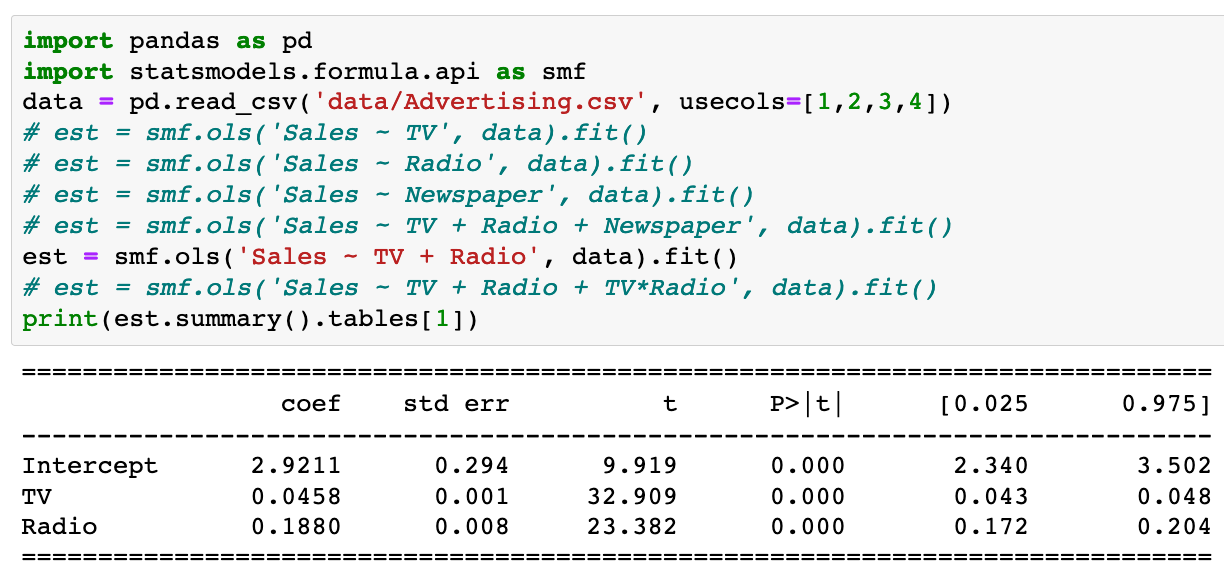 import pandas as pd
import statsmodels.formula.api as smf
data = pd.read_csv('data/Advertising.csv', usecols=[1,2,3,4])
# est = smf.ols('Sales ~ TV', data).fit()
# est = smf.ols('Sales ~ Radio', data).fit()
# est = smf.ols('Sales ~ Newspaper', data).fit()
# est = smf.ols('Sales ~ TV + Radio + Newspaper', data).fit()
est = smf.ols('Sales ~ TV + Radio', data).fit()
# est = smf.ols('Sales ~ TV + Radio + TV*Radio', data).fit()
print(est.summary().tables[1])
==============================================================================
                 coef    std err          t      P>|t|      [0.025      0.975]
------------------------------------------------------------------------------
Intercept      2.9211      0.294      9.919      0.000       2.340       3.502
TV             0.0458      0.001     32.909      0.000       0.043       0.048
Radio          0.1880      0.008     23.382      0.000       0.172       0.204
==============================================================================